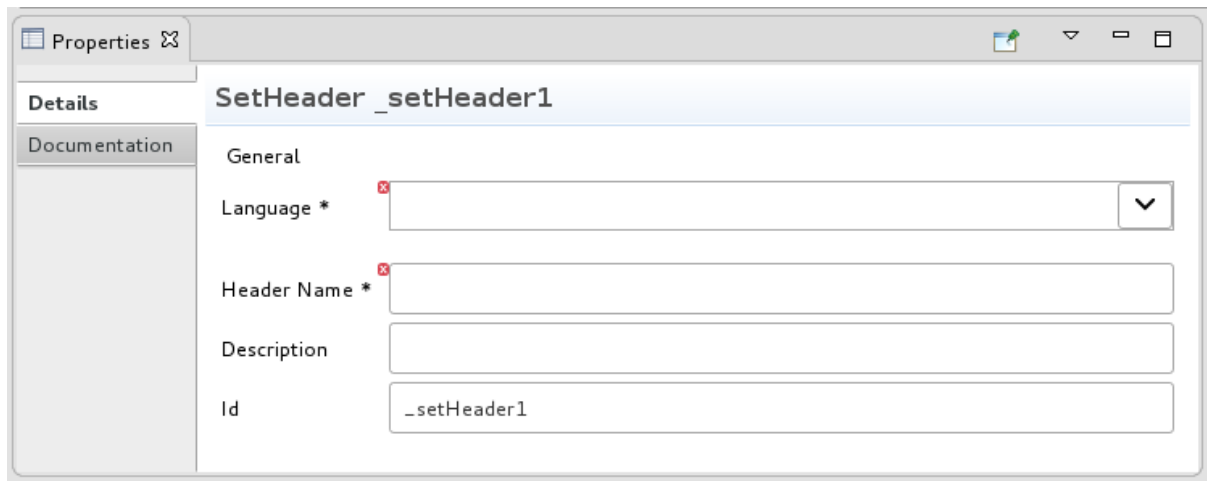 Properties
Details
Documentation
SetHeader _setHeader1
General
Language *
Header Name *
Description
Id
_setHeader1